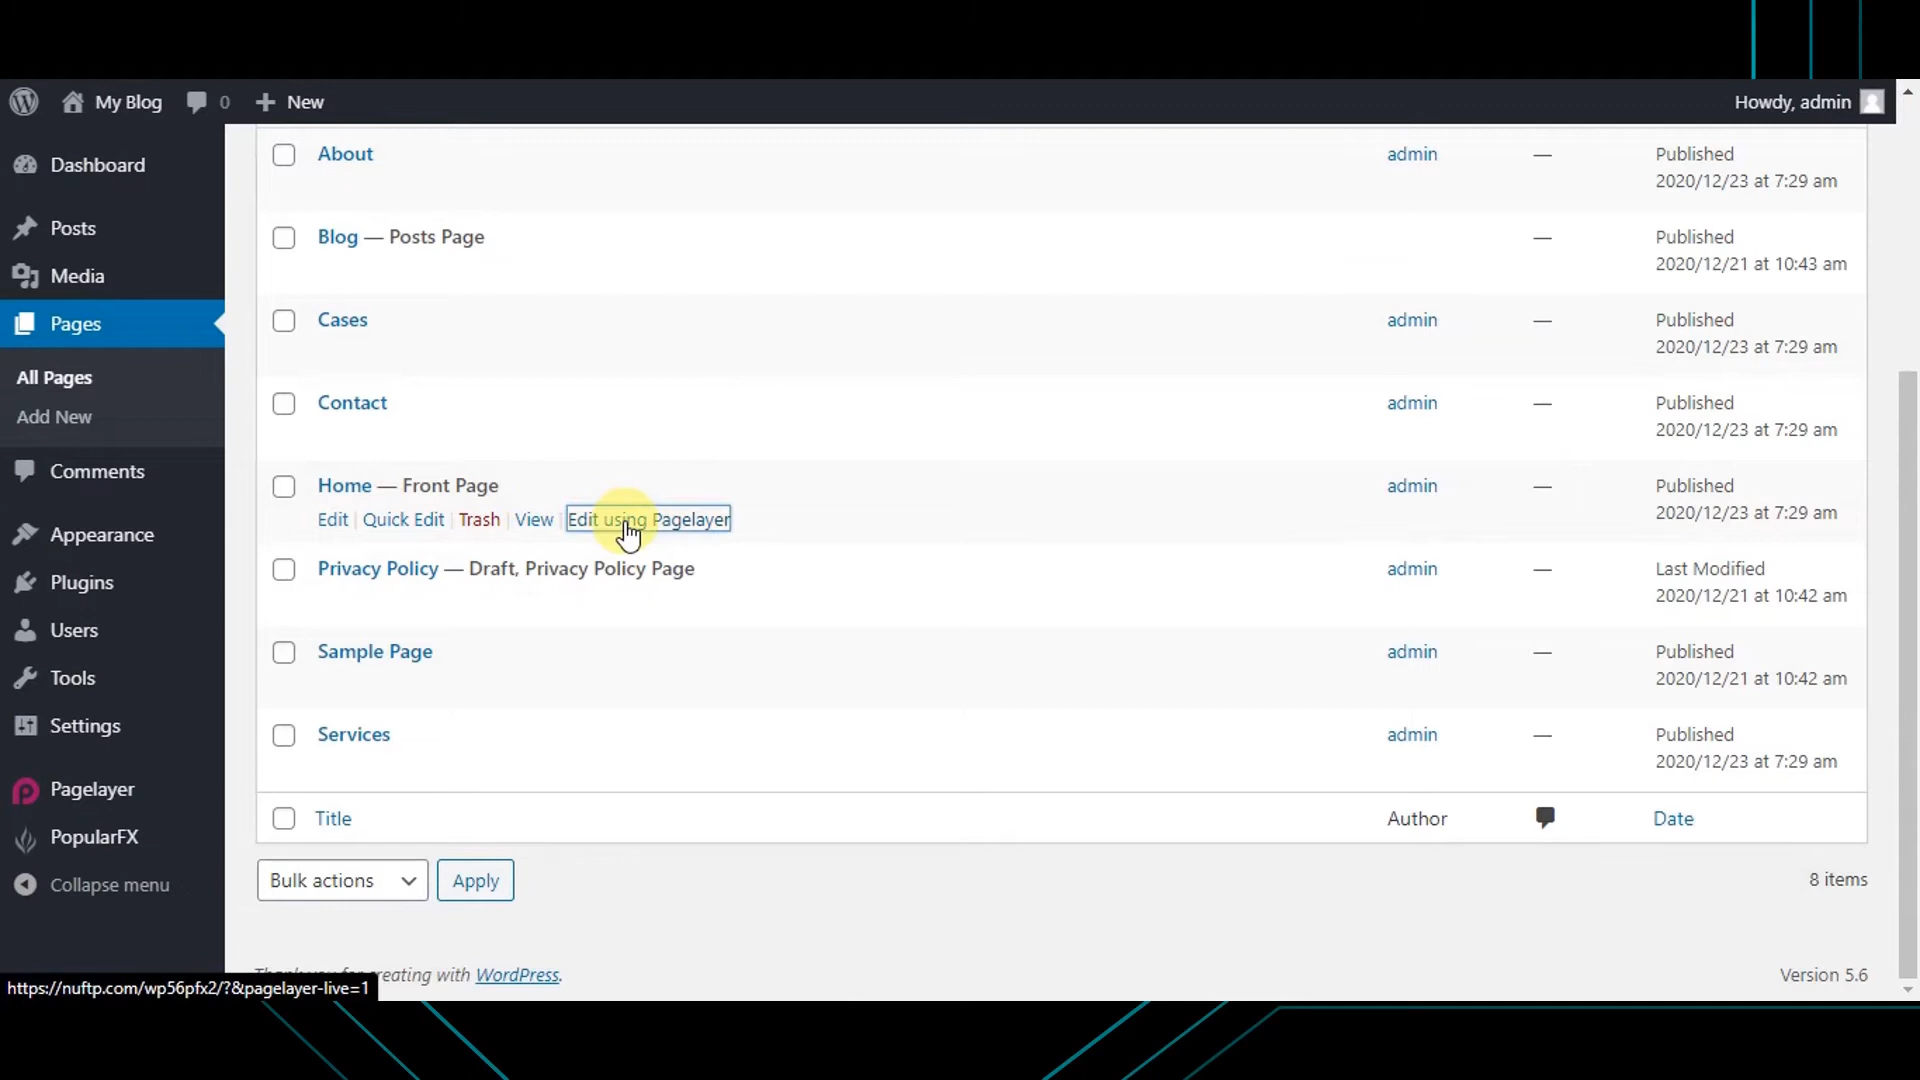 My Blog 0 New Howdy, admin
Dashboard
Posts
Media
Pages
All Pages
Add New
Comments
Appearance
Plugins
Users
Tools
Settings
Pagelayer
PopularFX
Collapse menu
About admin — Published
2020/12/23 at 7:29 am
Blog — Posts Page — Published
2020/12/21 at 10:43 am
Cases admin — Published
2020/12/23 at 7:29 am
Contact admin — Published
2020/12/23 at 7:29 am
Home — Front Page admin — Published
Edit | Quick Edit | Trash | View | Edit using Pagelayer 2020/12/23 at 7:29 am
Privacy Policy — Draft, Privacy Policy Page admin — Last Modified
2020/12/21 at 10:42 am
Sample Page admin — Published
2020/12/21 at 10:42 am
Services admin — Published
2020/12/23 at 7:29 am
Title Author Date
Bulk actions Apply 8 items
Thank you for creating with WordPress. Version 5.6
https://nuftp.com/wp56pfx2/?&pagelayer-live=1